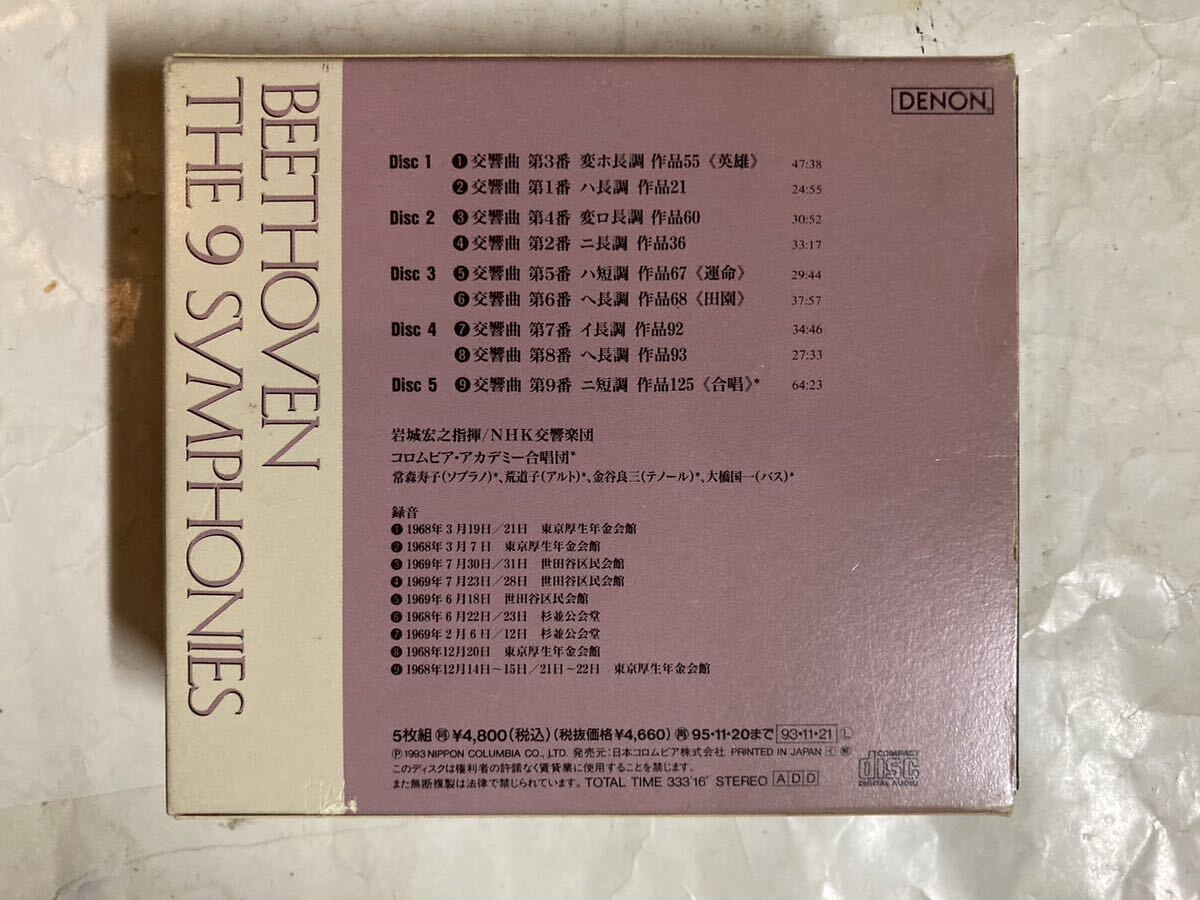 BEETHOVEN
THE 9 SYMPHONIES
DENON
Disc 1 ❶交響曲 第3番 変ホ長調 作品55《英雄》 47:38
❷交響曲 第1番 ハ長調 作品21 24:55
Disc 2 ❸交響曲 第4番 変ロ長調 作品60 30:52
❹交響曲 第2番 ニ長調 作品36 33:17
Disc 3 ❺交響曲 第5番 ハ短調 作品67《運命》 29:44
❻交響曲 第6番 ヘ長調 作品68《田園》 37:57
Disc 4 ❼交響曲 第7番 イ長調 作品92 34:46
❽交響曲 第8番 ヘ長調 作品93 27:33
Disc 5 ❾交響曲 第9番 ニ短調 作品125《合唱》* 64:23
岩城宏之指揮/NHK交響楽団
コロムビア・アカデミー合唱団*
常森寿子(ソプラノ)*、荒道子(アルト)*、金谷良三(テノール)*、大橋国一(バス)*
録音
❶1968年3月19日/21日 東京厚生年金会館
❷1968年3月7日 東京厚生年金会館
❸1969年7月30日/31日 世田谷区民会館
❹1969年7月23日/28日 世田谷区民会館
❺1969年6月18日 世田谷区民会館
❻1968年6月22日/23日 杉並公会堂
❼1969年2月6日/12日 杉並公会堂
❽1968年12月20日 東京厚生年金会館
❾1968年12月14日~15日/21日~22日 東京厚生年金会館
5枚組 ¥4,800(税込)(税抜価格¥4,660) 95・11・20まで 93・11・21 Ⓛ
Ⓟ1993 NIPPON COLUMBIA CO., LTD. 発売元:日本コロムビア株式会社 PRINTED IN JAPAN
このディスクは権利者の許諾なく賃貸業に使用することを禁じます。
また無断複製は法律で禁じられています。 TOTAL TIME 333'16" STEREO ADD
COMPACT
disc
DIGITAL AUDIO